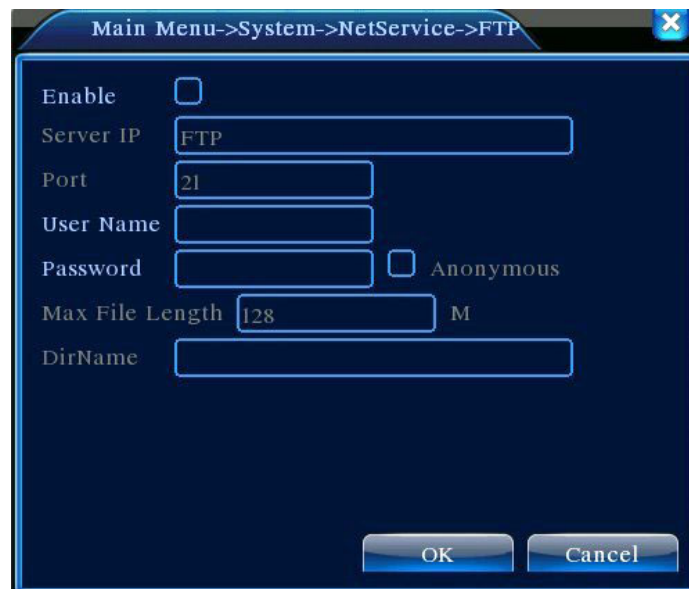 Main Menu->System->NetService->FTP
Enable
Server IP FTP
Port 21
User Name
Password Anonymous
Max File Length 128 M
DirName
OK Cancel